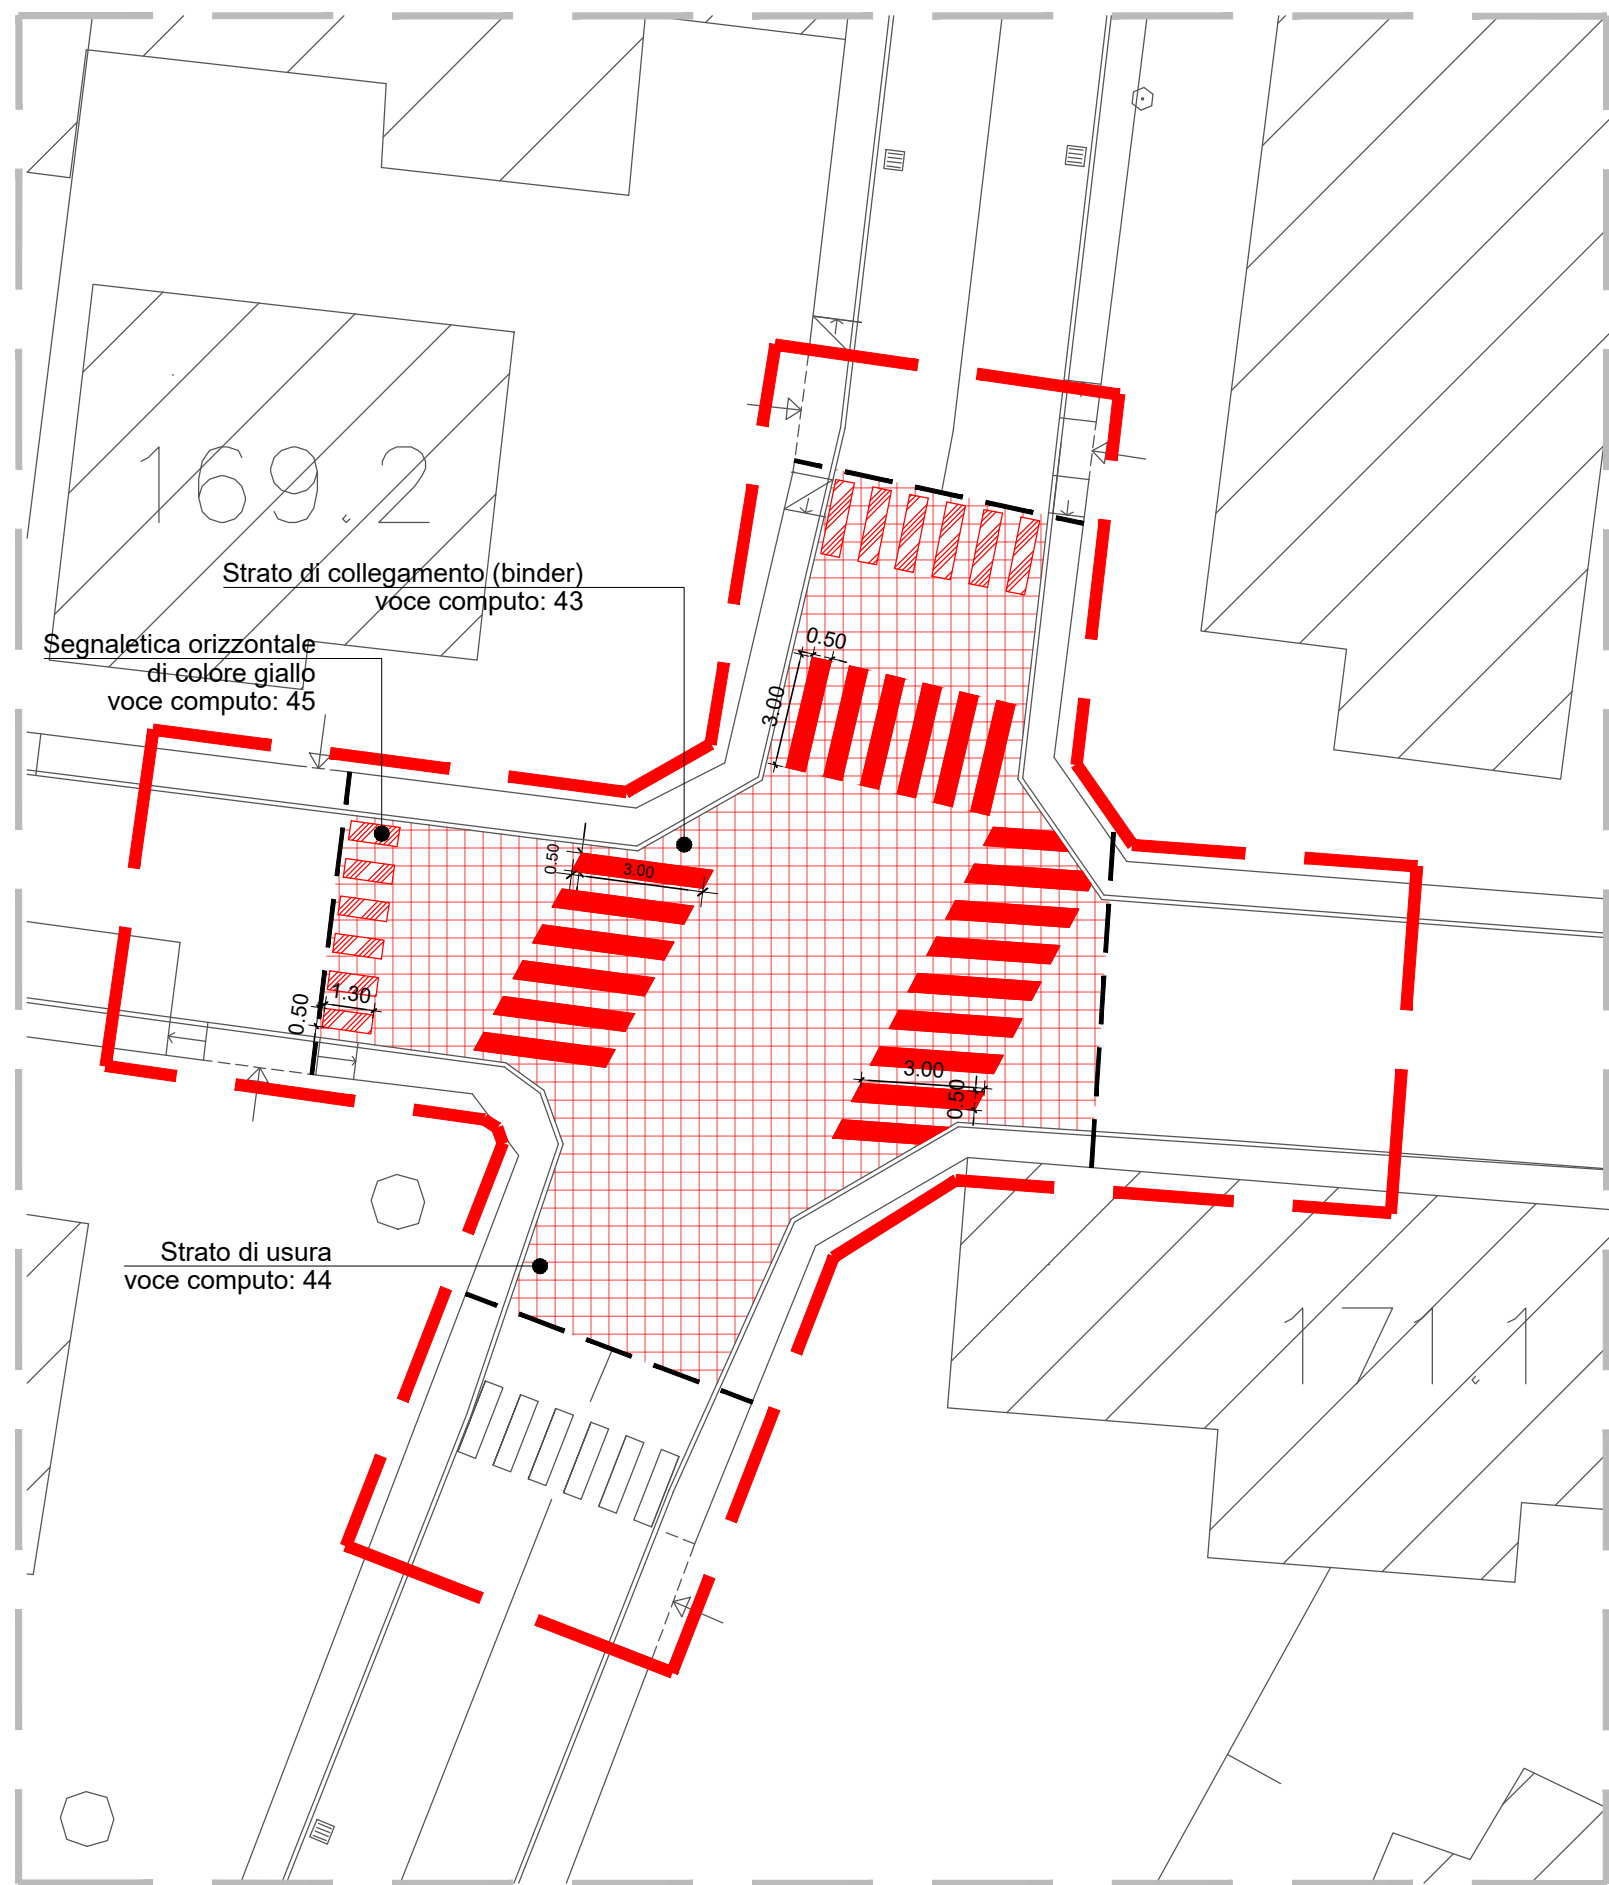 169.2
Strato di collegamento (binder)
voce computo: 43
Segnaletica orizzontale
di colore giallo
voce computo: 45
0.50
3.00
0.50
3.00
1.30
0.50
3.00
0.50
Strato di usura
voce computo: 44
171.1